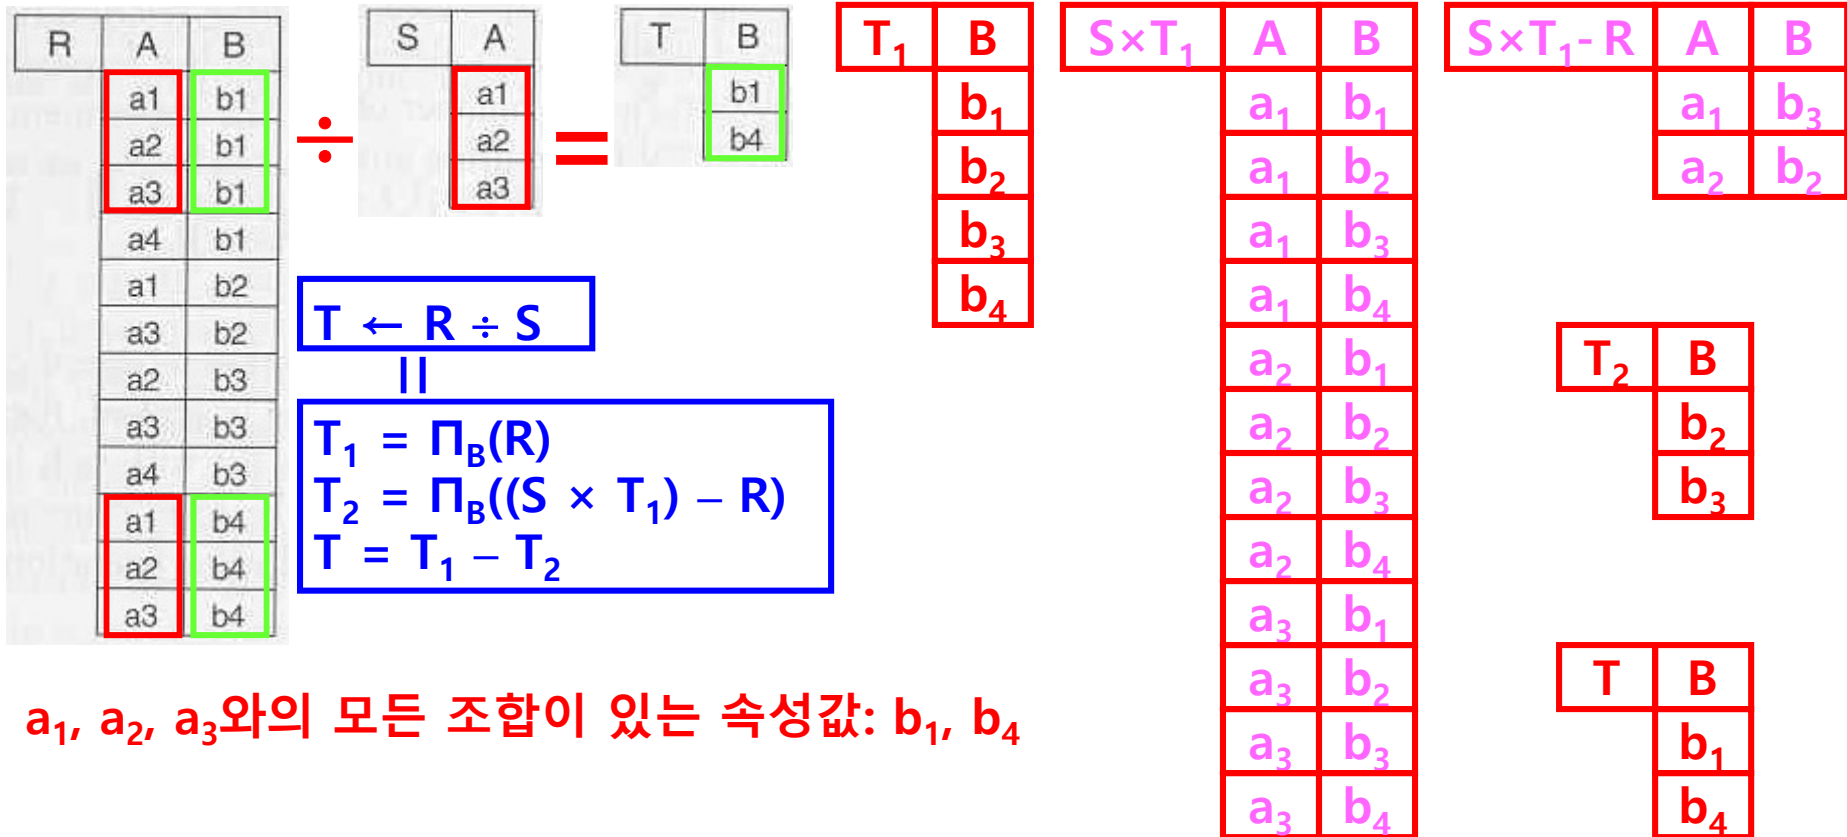 R A B
a1 b1
a2 b1
a3 b1
a4 b1
a1 b2
a3 b2
a2 b3
a3 b3
a4 b3
a1 b4
a2 b4
a3 b4
÷
S A
a1
a2
a3
=
T B
b1
b4
T ← R ÷ S
=
T₁ = Π_B(R)
T₂ = Π_B((S × T₁) – R)
T = T₁ – T₂
T₁ B
b₁
b₂
b₃
b₄
S×T₁ A B
a₁ b₁
a₁ b₂
a₁ b₃
a₁ b₄
a₂ b₁
a₂ b₂
a₂ b₃
a₂ b₄
a₃ b₁
a₃ b₂
a₃ b₃
a₃ b₄
S×T₁- R A B
a₁ b₃
a₂ b₂
T₂ B
b₂
b₃
T B
b₁
b₄
a₁, a₂, a₃와의 모든 조합이 있는 속성값: b₁, b₄